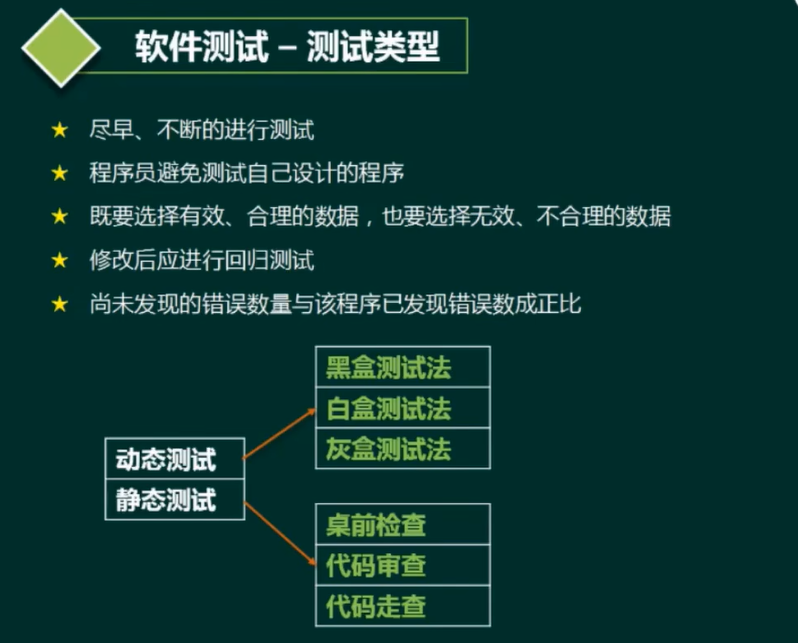 软件测试 – 测试类型
★ 尽早、不断的进行测试
★ 程序员避免测试自己设计的程序
★ 既要选择有效、合理的数据，也要选择无效、不合理的数据
★ 修改后应进行回归测试
★ 尚未发现的错误数量与该程序已发现错误数成正比
动态测试
静态测试
黑盒测试法
白盒测试法
灰盒测试法
桌前检查
代码审查
代码走查